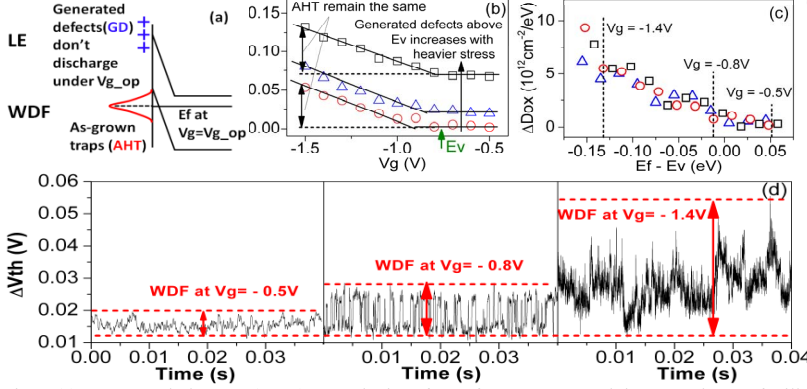 LE
Generated
defects(GD)
don't
discharge
under Vg_op
+
+
+
(a)
WDF
Ef at
Vg=Vg_op
As-grown
traps(AHT)
AHT remain the same
(b)
Generated defects above
Ev increases with
heavier stress
0.15
0.10
0.05
0.00
-1.5
-1.0
-0.5
Vg (V)
Ev
(c)
Vg = -1.4V
Vg = -0.8V
Vg = -0.5V
ΔDox (10¹²cm⁻²/eV)
10
5
0
-0.15
-0.10
-0.05
0.00
0.05
Ef - Ev (eV)
(d)
ΔVth (V)
0.06
0.05
0.04
0.03
0.02
0.01
WDF at Vg= - 0.5V
WDF at Vg= - 0.8V
WDF at Vg= - 1.4V
0.00
0.01
0.02
0.03
0.01
0.02
0.03
0.01
0.02
0.03
0.04
Time (s)
Time (s)
Time (s)